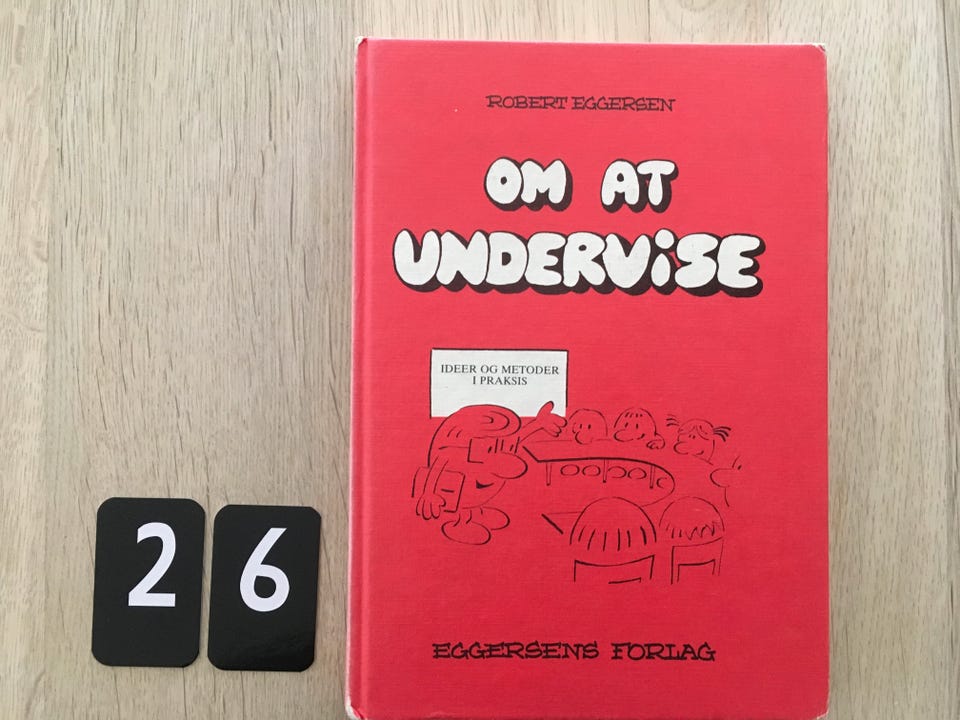 ROBERT EGGERSEN
OM AT
UNDERViSE
IDEER OG METODER
I PRAKSIS
EGGERSENS FORLAG
2 6